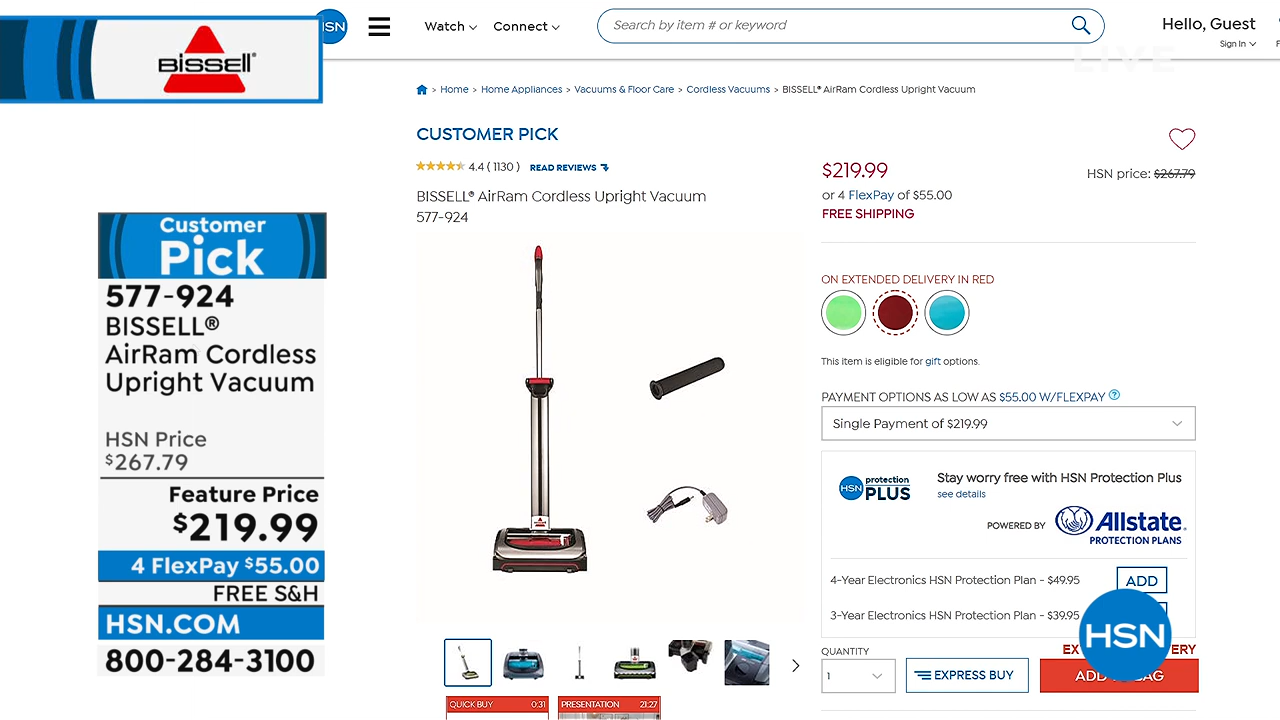 BISSELL®
HSN
Watch
Connect
Search by item # or keyword
Hello, Guest
Sign In
LIVE
> Home > Home Appliances > Vacuums & Floor Care > Cordless Vacuums > BISSELL® AirRam Cordless Upright Vacuum
CUSTOMER PICK
4.4 ( 1130 ) READ REVIEWS
BISSELL® AirRam Cordless Upright Vacuum
577-924
$219.99
HSN price: $267.79
or 4 FlexPay of $55.00
FREE SHIPPING
ON EXTENDED DELIVERY IN RED
This item is eligible for gift options.
PAYMENT OPTIONS AS LOW AS $55.00 W/FLEXPAY ?
Single Payment of $219.99
HSN protection PLUS
Stay worry free with HSN Protection Plus
see details
POWERED BY Allstate.
PROTECTION PLANS
4-Year Electronics HSN Protection Plan - $49.95
ADD
3-Year Electronics HSN Protection Plan - $39.95
QUANTITY
1
EXPRESS BUY
HSN
Customer
Pick
577-924
BISSELL®
AirRam Cordless
Upright Vacuum
HSN Price
$267.79
Feature Price
$219.99
4 FlexPay $55.00
FREE S&H
HSN.COM
800-284-3100
BISSELL
QUICK BUY 0:31
PRESENTATION 21:27